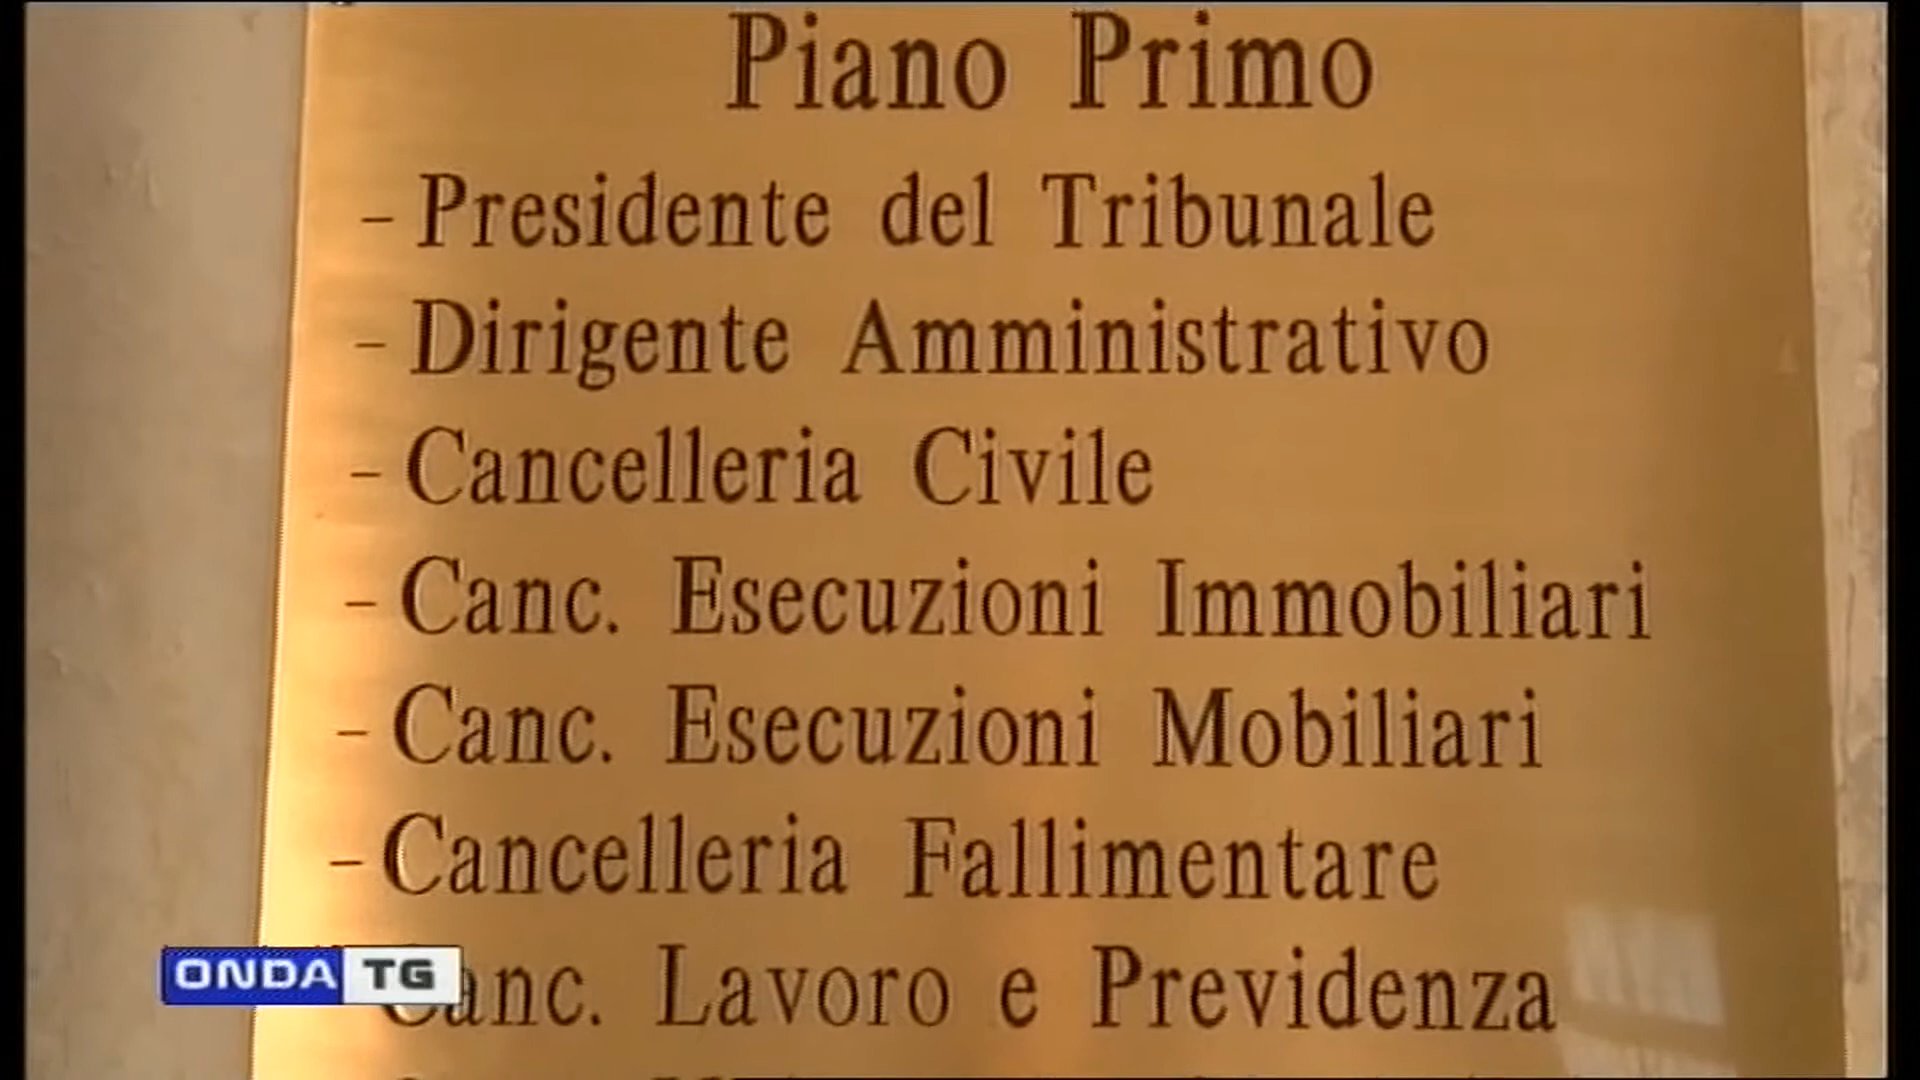 Piano Primo
- Presidente del Tribunale
- Dirigente Amministrativo
- Cancelleria Civile
- Canc. Esecuzioni Immobiliari
- Canc. Esecuzioni Mobiliari
- Cancelleria Fallimentare
Canc. Lavoro e Previdenza
ONDA TG